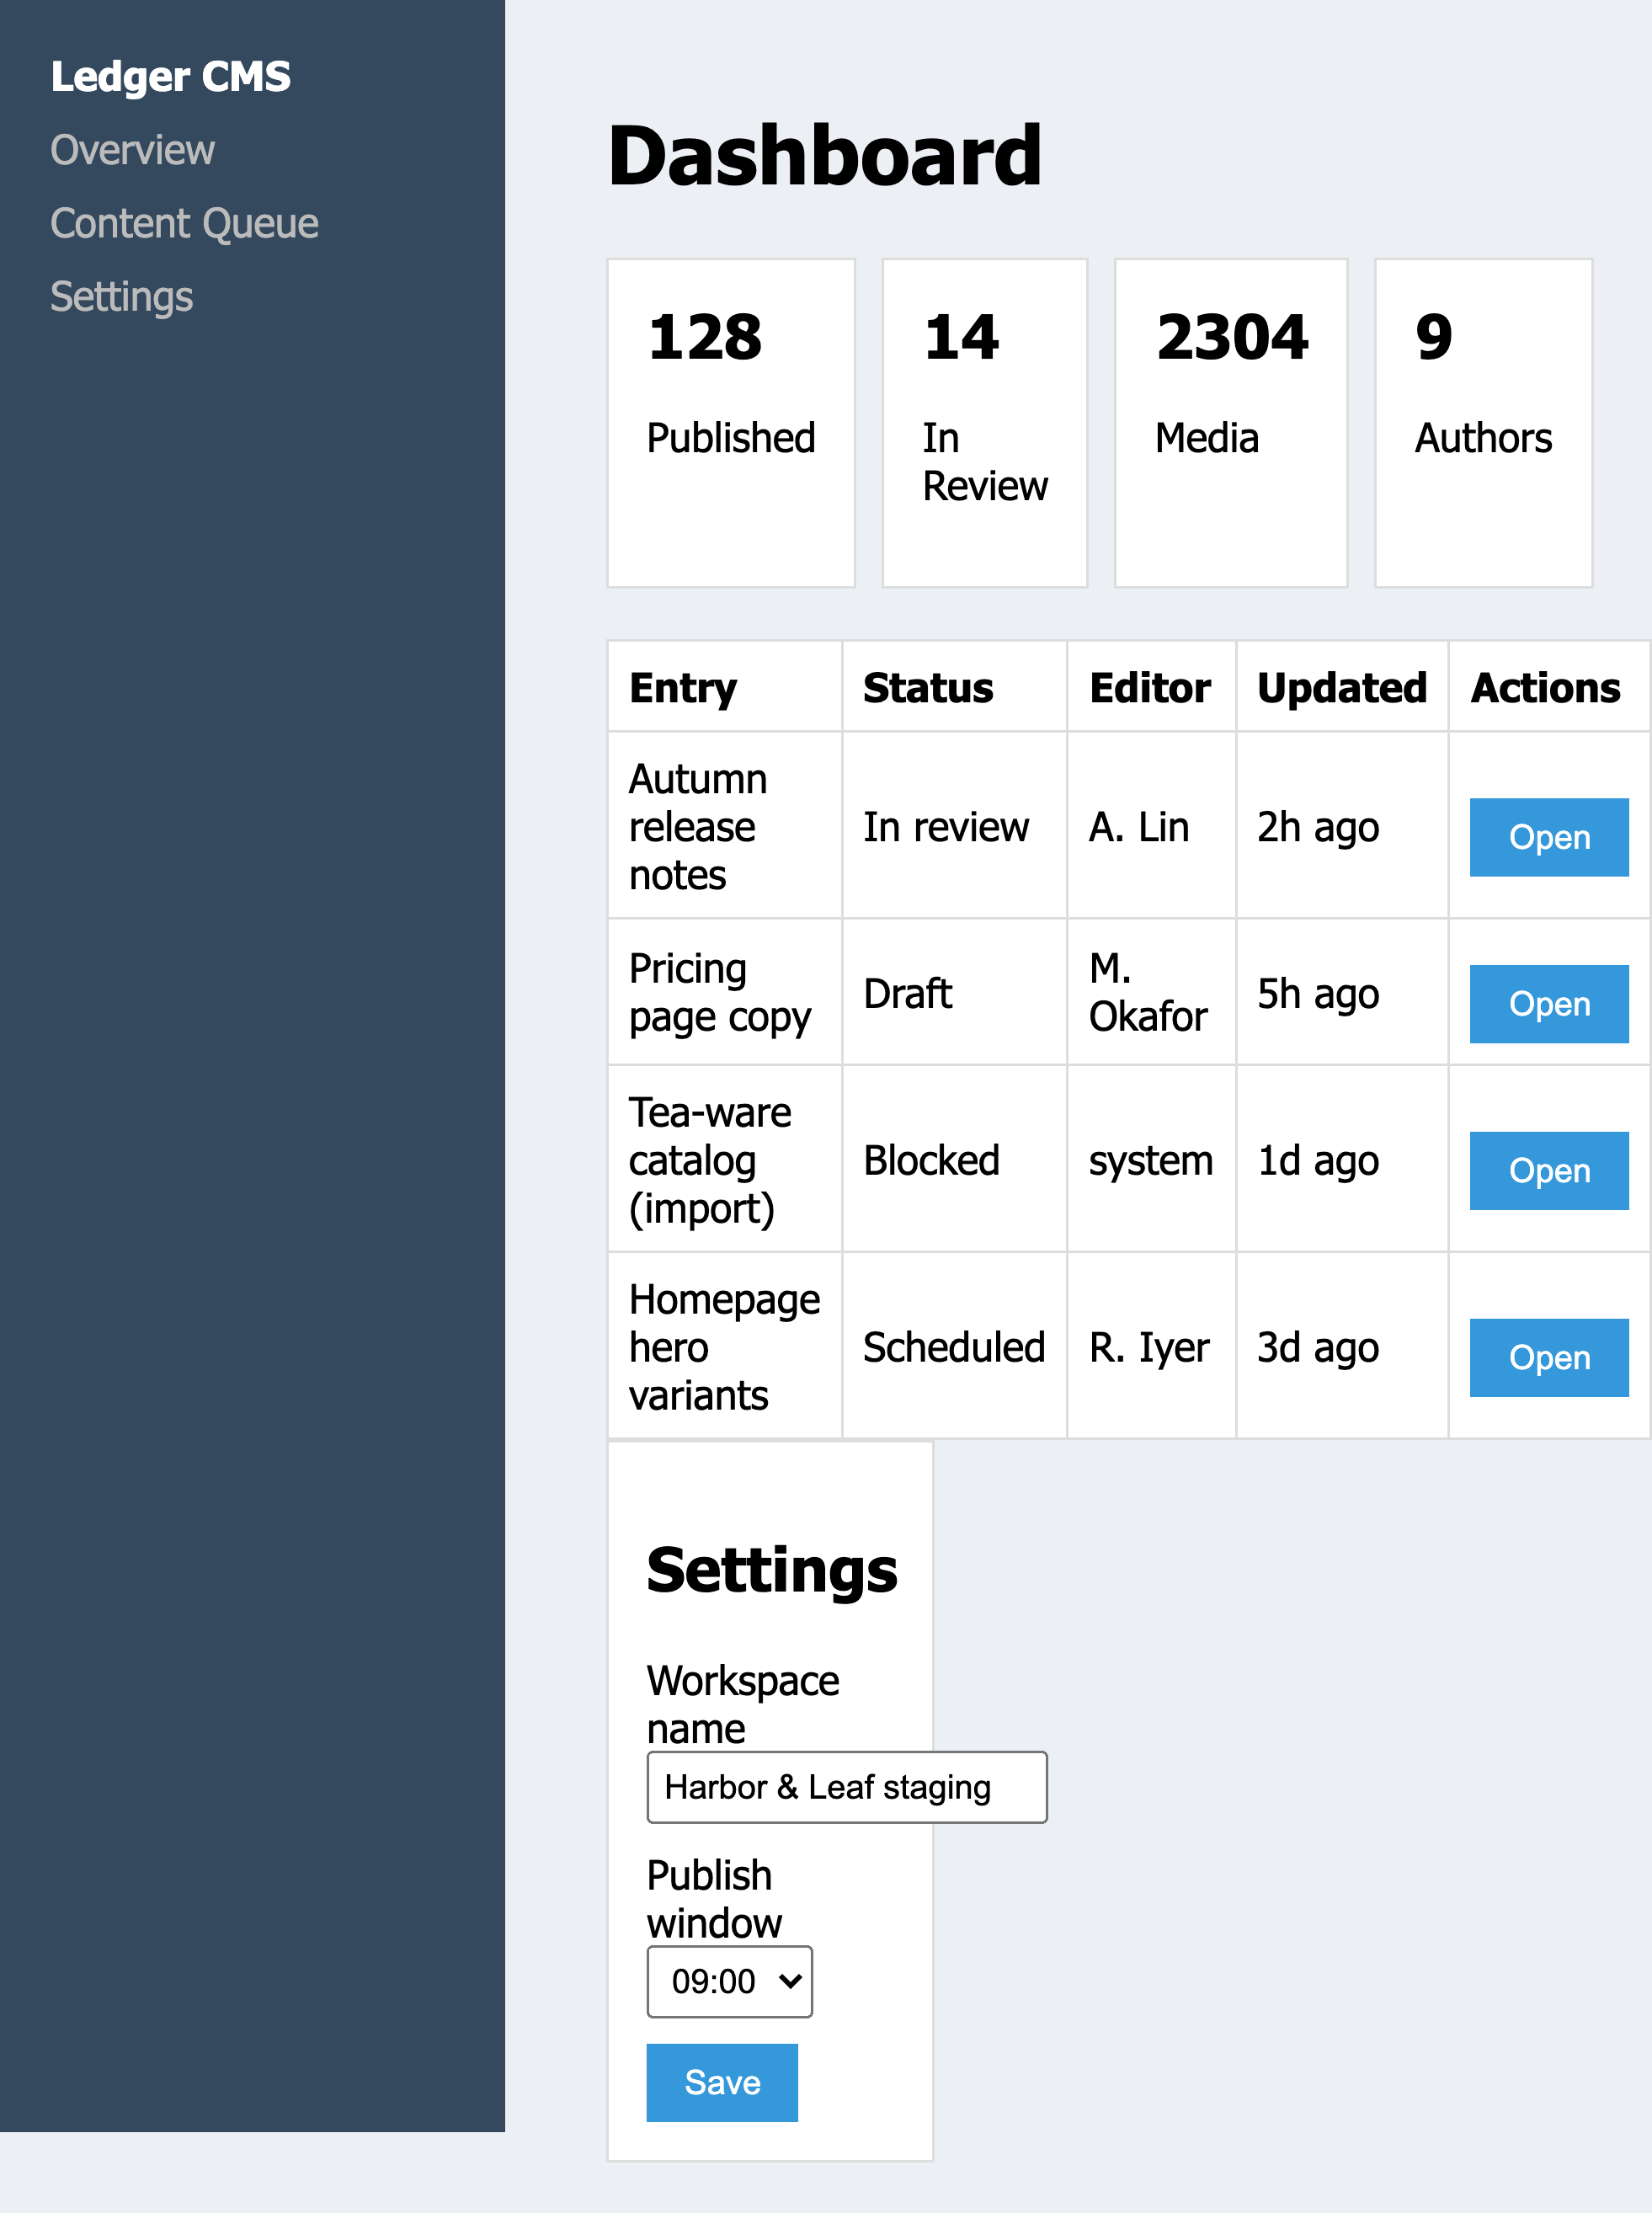 Ledger CMS
Overview
Content Queue
Settings
Dashboard
128
Published
14
In
Review
2304
Media
9
Authors
Entry Status Editor Updated Actions
Autumn
release
notes
In review
A. Lin
2h ago
Open
Pricing
page copy
Draft
M.
Okafor
5h ago
Open
Tea-ware
catalog
(import)
Blocked
system
1d ago
Open
Homepage
hero
variants
Scheduled
R. Iyer
3d ago
Open
Settings
Workspace
name
Harbor & Leaf staging
Publish
window
09:00
Save